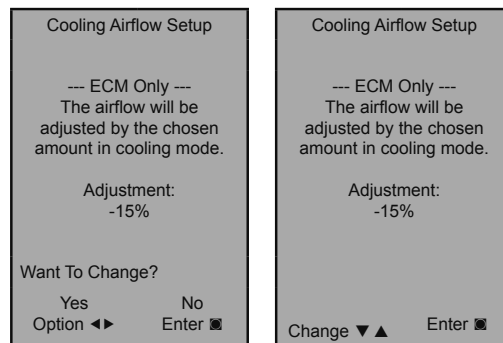 Cooling Airflow Setup
--- ECM Only ---
The airflow will be
adjusted by the chosen
amount in cooling mode.
Adjustment:
-15%
Want To Change?
Yes No
Option ◄► Enter ◙
Cooling Airflow Setup
--- ECM Only ---
The airflow will be
adjusted by the chosen
amount in cooling mode.
Adjustment:
-15%
Change ▼▲ Enter ◙